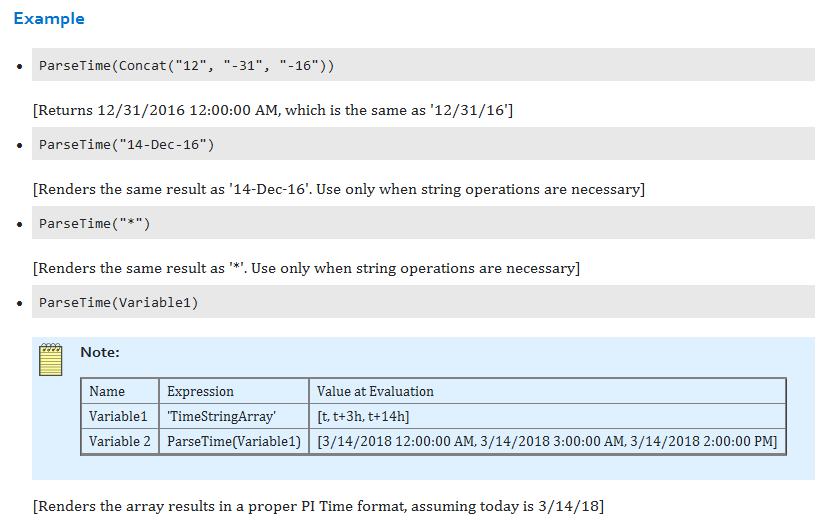 Example
• ParseTime(Concat("12", "-31", "-16"))
[Returns 12/31/2016 12:00:00 AM, which is the same as '12/31/16']
• ParseTime("14-Dec-16")
[Renders the same result as '14-Dec-16'. Use only when string operations are necessary]
• ParseTime("*")
[Renders the same result as '*'. Use only when string operations are necessary]
• ParseTime(Variable1)
Note:
Name Expression Value at Evaluation
Variable1 'TimeStringArray' [t, t+3h, t+14h]
Variable 2 ParseTime(Variable1) [3/14/2018 12:00:00 AM, 3/14/2018 3:00:00 AM, 3/14/2018 2:00:00 PM]
[Renders the array results in a proper PI Time format, assuming today is 3/14/18]